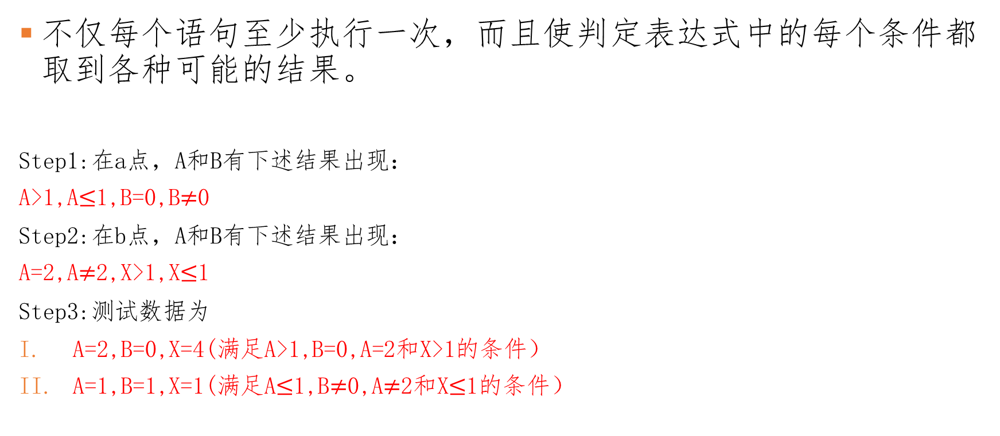 ▪ 不仅每个语句至少执行一次，而且使判定表达式中的每个条件都
取到各种可能的结果。
Step1:在a点，A和B有下述结果出现：
A>1,A≤1,B=0,B≠0
Step2:在b点，A和B有下述结果出现：
A=2,A≠2,X>1,X≤1
Step3:测试数据为
I. A=2,B=0,X=4(满足A>1,B=0,A=2和X>1的条件）
II. A=1,B=1,X=1(满足A≤1,B≠0,A≠2和X≤1的条件）